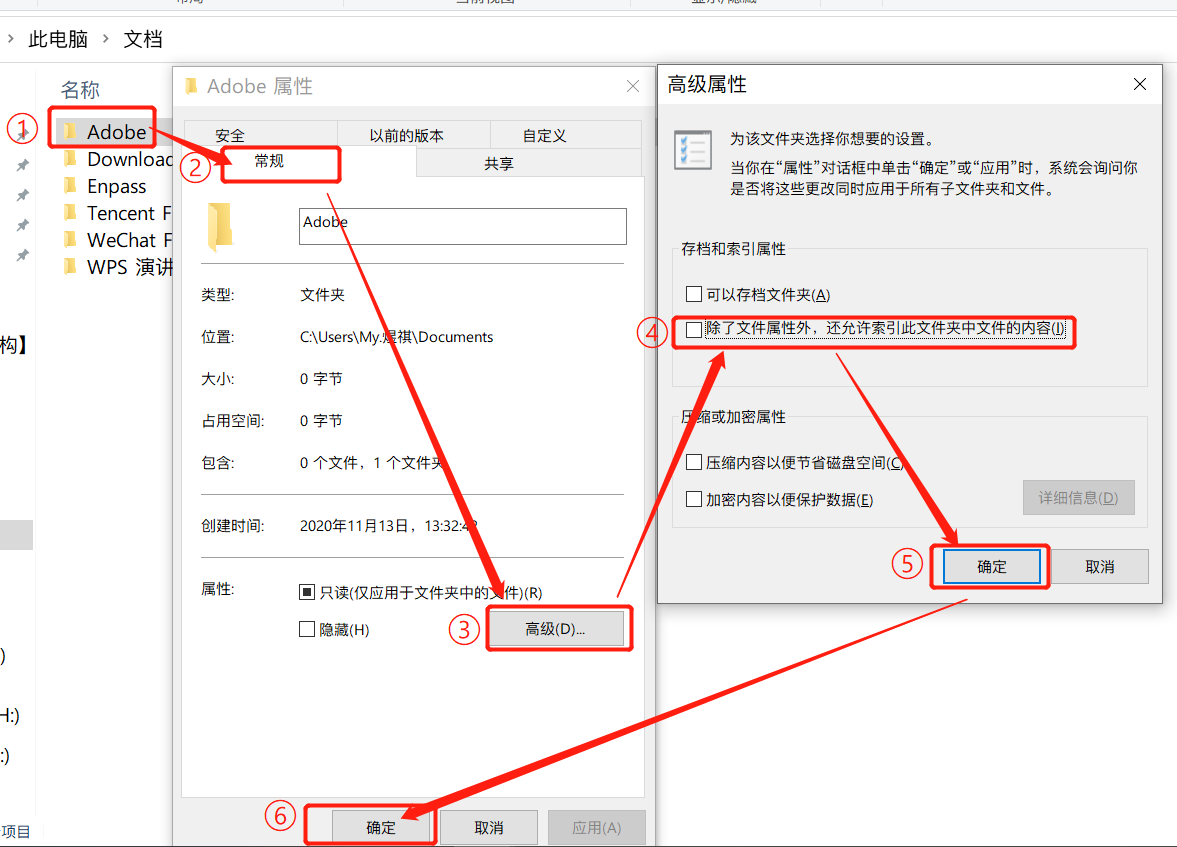 此电脑 > 文档
名称
①
Adobe
Download
Enpass
Tencent F
WeChat F
WPS 演讲
构】
)
H:)
:)
项目
Adobe 属性
安全 以前的版本 自定义
② 常规 共享
Adobe
类型: 文件夹
位置: C:\Users\My.煜祺\Documents
大小: 0 字节
占用空间: 0 字节
包含: 0 个文件，1 个文件夹
创建时间: 2020年11月13日，13:32:42
属性: 只读(仅应用于文件夹中的文件)(R)
隐藏(H)
③ 高级(D)...
⑥ 确定 取消 应用(A)
高级属性
为该文件夹选择你想要的设置。
当你在“属性”对话框中单击“确定”或“应用”时，系统会询问你
是否将这些更改同时应用于所有子文件夹和文件。
存档和索引属性
可以存档文件夹(A)
④ 除了文件属性外，还允许索引此文件夹中文件的内容(I)
压缩或加密属性
压缩内容以便节省磁盘空间(C)
加密内容以便保护数据(E)
详细信息(D)
⑤ 确定 取消